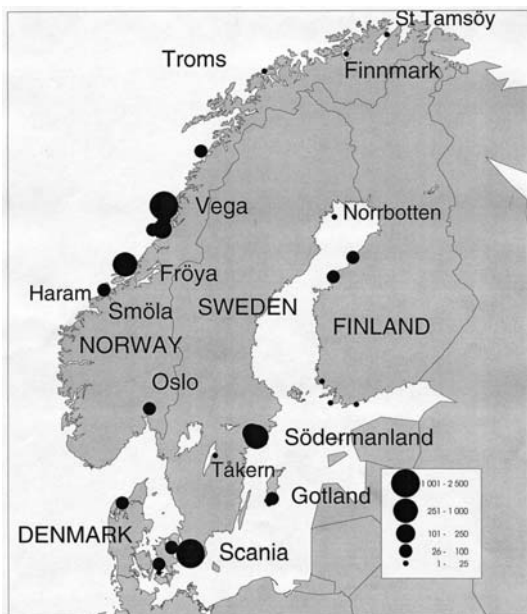 St Tamsöy
Troms
Finnmark
Vega
Norrbotten
Fröya
Haram
Smöla
SWEDEN
FINLAND
NORWAY
Oslo
Södermanland
Tåkern
Gotland
DENMARK
Scania
1 001 - 2 500
251 - 1 000
101 - 250
26 - 100
1 - 25